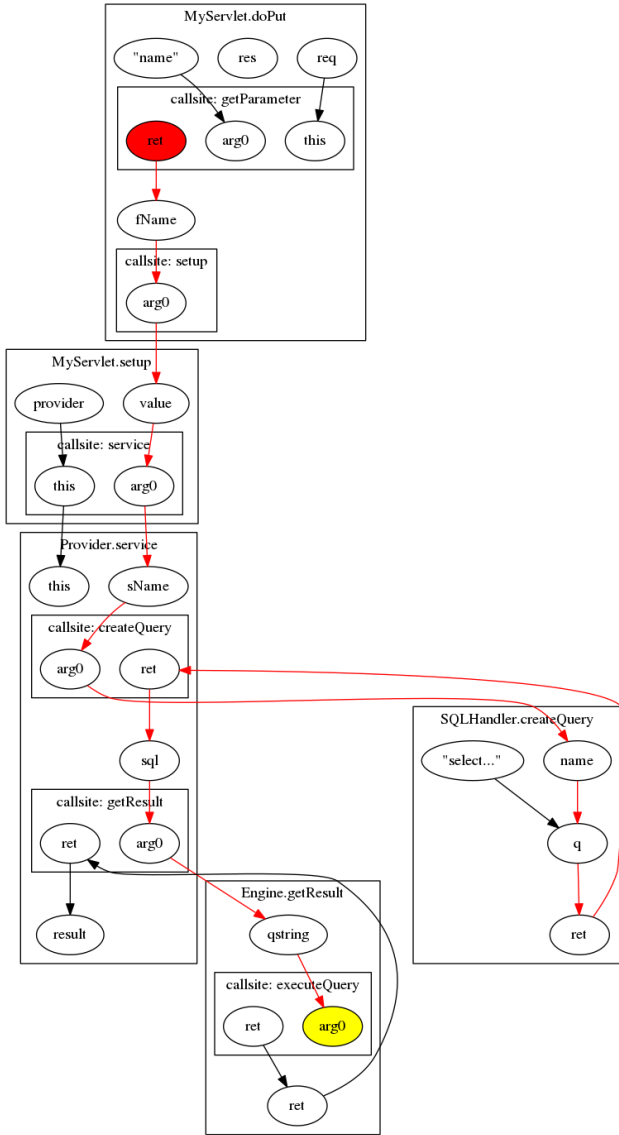 MyServlet.doPut
"name" res req
callsite: getParameter
ret arg0 this
fName
callsite: setup
arg0
MyServlet.setup
provider value
callsite: service
this arg0
Provider.service
this sName
callsite: createQuery
arg0 ret
SQLHandler.createQuery
"select..." name
sql
callsite: getResult
ret arg0
q
Engine.getResult
result
qstring
ret
callsite: executeQuery
ret arg0
ret